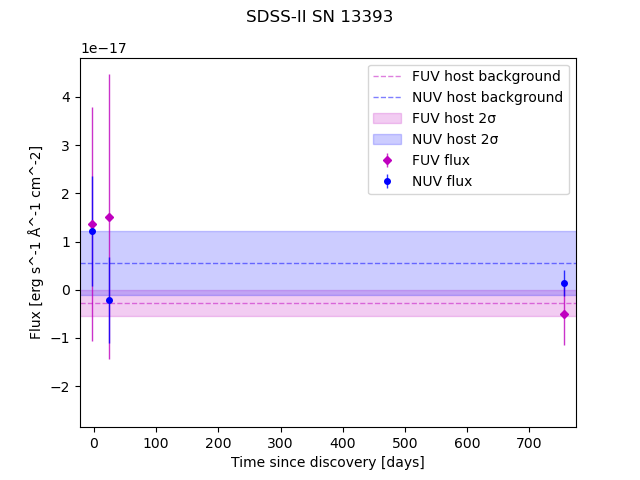 SDSS-II SN 13393
1e−17
FUV host background
NUV host background
FUV host 2σ
NUV host 2σ
FUV flux
NUV flux
4
3
2
1
0
−1
−2
Flux [erg s^-1 Å^-1 cm^-2]
0 100 200 300 400 500 600 700
Time since discovery [days]